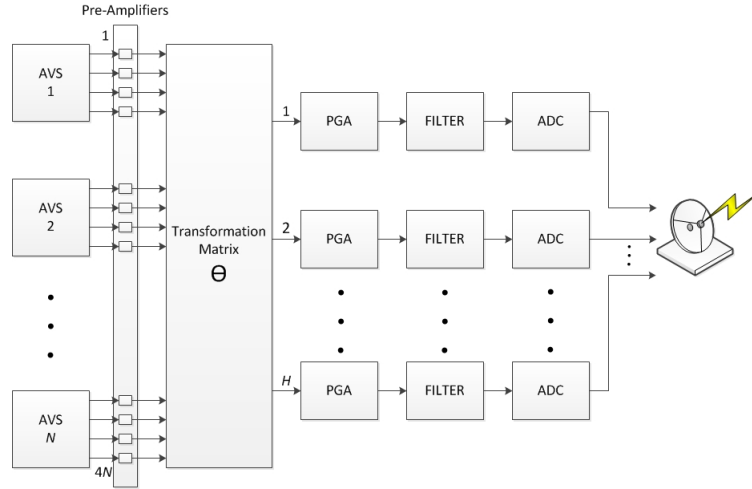 Pre-Amplifiers
1
AVS
1
AVS
2
AVS
N
4N
Transformation
Matrix
Θ
1
PGA
FILTER
ADC
2
PGA
FILTER
ADC
H
PGA
FILTER
ADC